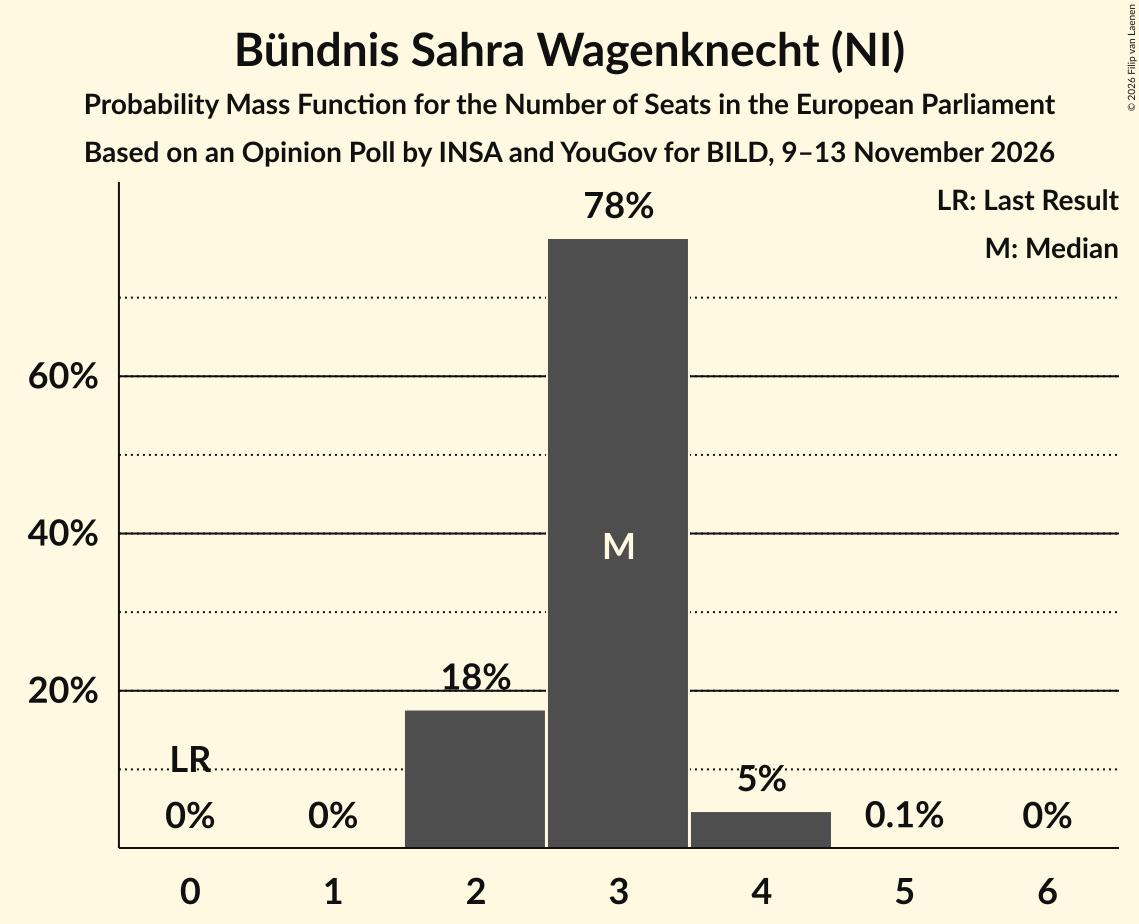 Bündnis Sahra Wagenknecht (NI)
Probability Mass Function for the Number of Seats in the European Parliament
Based on an Opinion Poll by INSA and YouGov for BILD, 9–13 November 2026
© 2026 Filip van Laenen
LR: Last Result
M: Median
78%
60%
40%
M
20%
18%
LR
5%
0%
0%
0.1%
0%
0
1
2
3
4
5
6